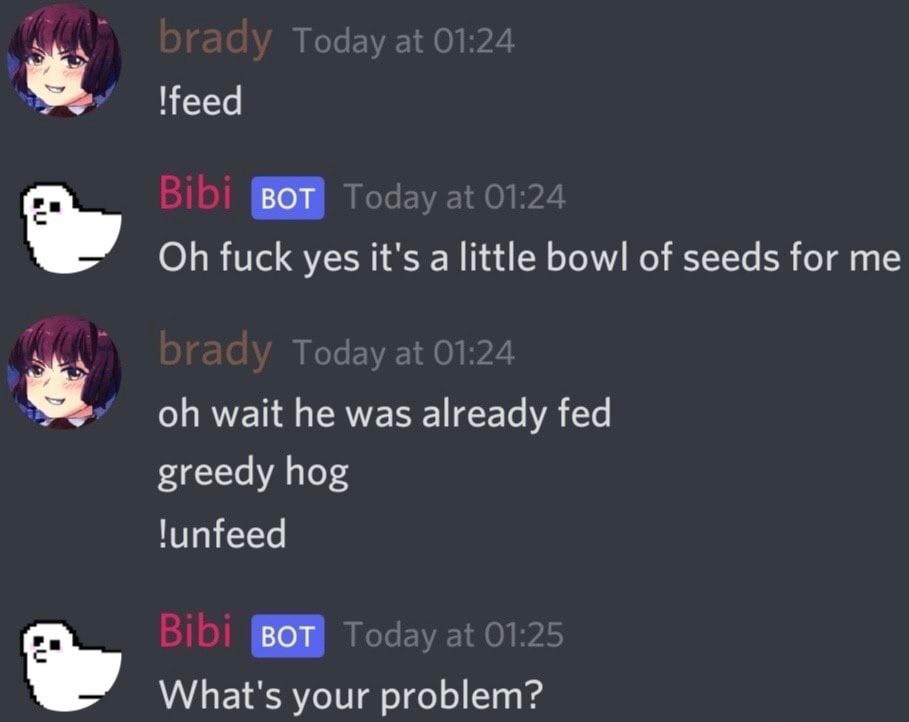 brady Today at 01:24
!feed
Bibi BOT Today at 01:24
Oh fuck yes it's a little bowl of seeds for me
brady Today at 01:24
oh wait he was already fed
greedy hog
!unfeed
Bibi BOT Today at 01:25
What's your problem?